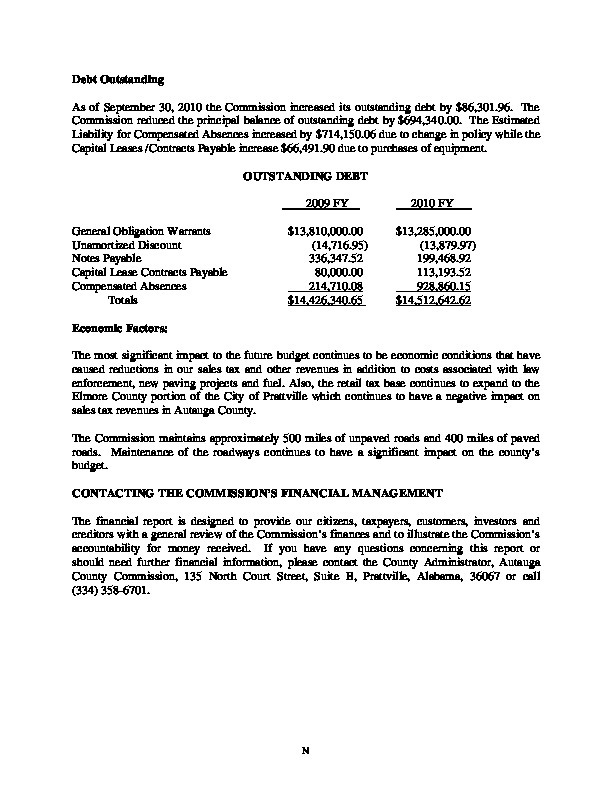 Debt Outstanding
As of September 30, 2010 the Commission increased its outstanding debt by $86,301.96. The
Commission reduced the principal balance of outstanding debt by $694,340.00. The Estimated
Liability for Compensated Absences increased by $714,150.06 due to change in policy while the
Capital Leases /Contracts Payable increase $66,491.90 due to purchases of equipment.
OUTSTANDING DEBT
2009 FY 2010 FY
General Obligation Warrants $13,810,000.00 $13,285,000.00
Unamortized Discount (14,716.95) (13,879.97)
Notes Payable 336,347.52 199,468.92
Capital Lease Contracts Payable 80,000.00 113,193.52
Compensated Absences 214,710.08 928,860.15
Totals $14,426,340.65 $14,512,642.62
Economic Factors:
The most significant impact to the future budget continues to be economic conditions that have
caused reductions in our sales tax and other revenues in addition to costs associated with law
enforcement, new paving projects and fuel. Also, the retail tax base continues to expand to the
Elmore County portion of the City of Prattville which continues to have a negative impact on
sales tax revenues in Autauga County.
The Commission maintains approximately 500 miles of unpaved roads and 400 miles of paved
roads. Maintenance of the roadways continues to have a significant impact on the county's
budget.
CONTACTING THE COMMISSION'S FINANCIAL MANAGEMENT
The financial report is designed to provide our citizens, taxpayers, customers, investors and
creditors with a general review of the Commission's finances and to illustrate the Commission's
accountability for money received. If you have any questions concerning this report or
should need further financial information, please contact the County Administrator, Autauga
County Commission, 135 North Court Street, Suite B, Prattville, Alabama, 36067 or call
(334) 358-6701.
N